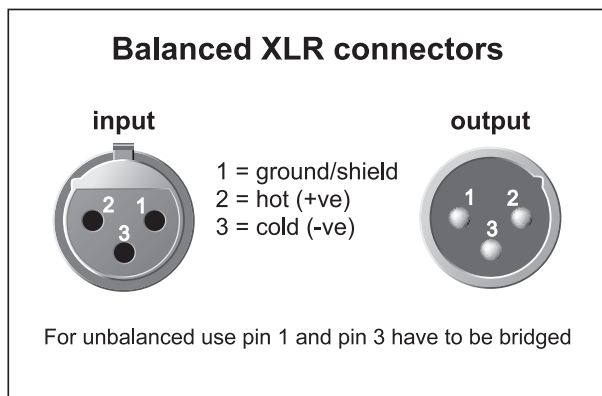 Balanced XLR connectors
input
output
1 = ground/shield
2 = hot (+ve)
3 = cold (-ve)
2 1
3
1 2
3
For unbalanced use pin 1 and pin 3 have to be bridged